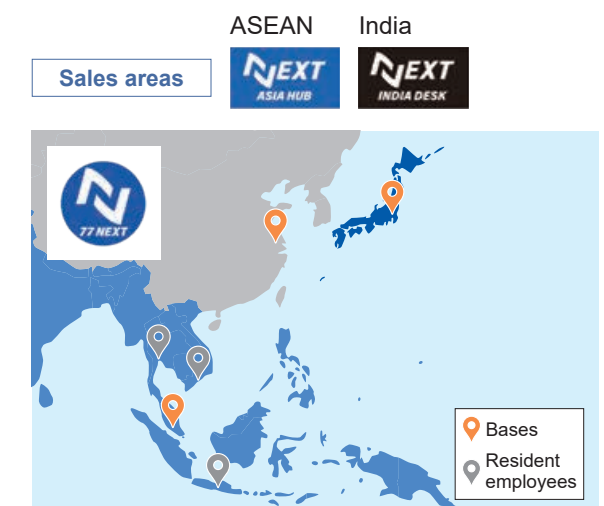 ASEAN India
Sales areas
NEXT
ASIA HUB
NEXT
INDIA DESK
77 NEXT
Bases
Resident
employees